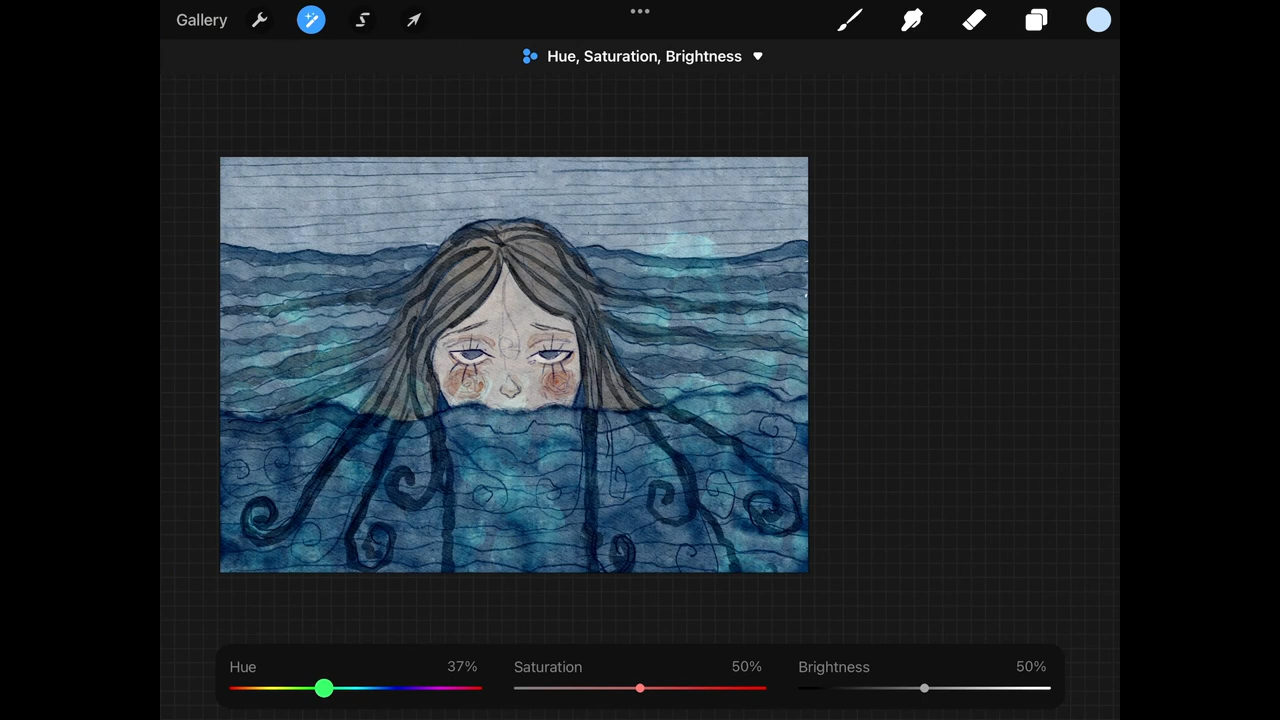 Gallery
Hue, Saturation, Brightness
Hue 37% Saturation 50% Brightness 50%